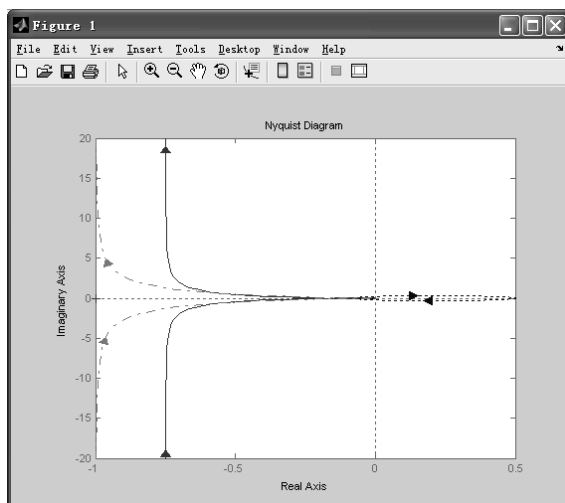 Figure 1
File Edit View Insert Tools Desktop Window Help
Nyquist Diagram
20
15
10
5
0
-5
-10
-15
-20
Imaginary Axis
-1 -0.5 0 0.5
Real Axis